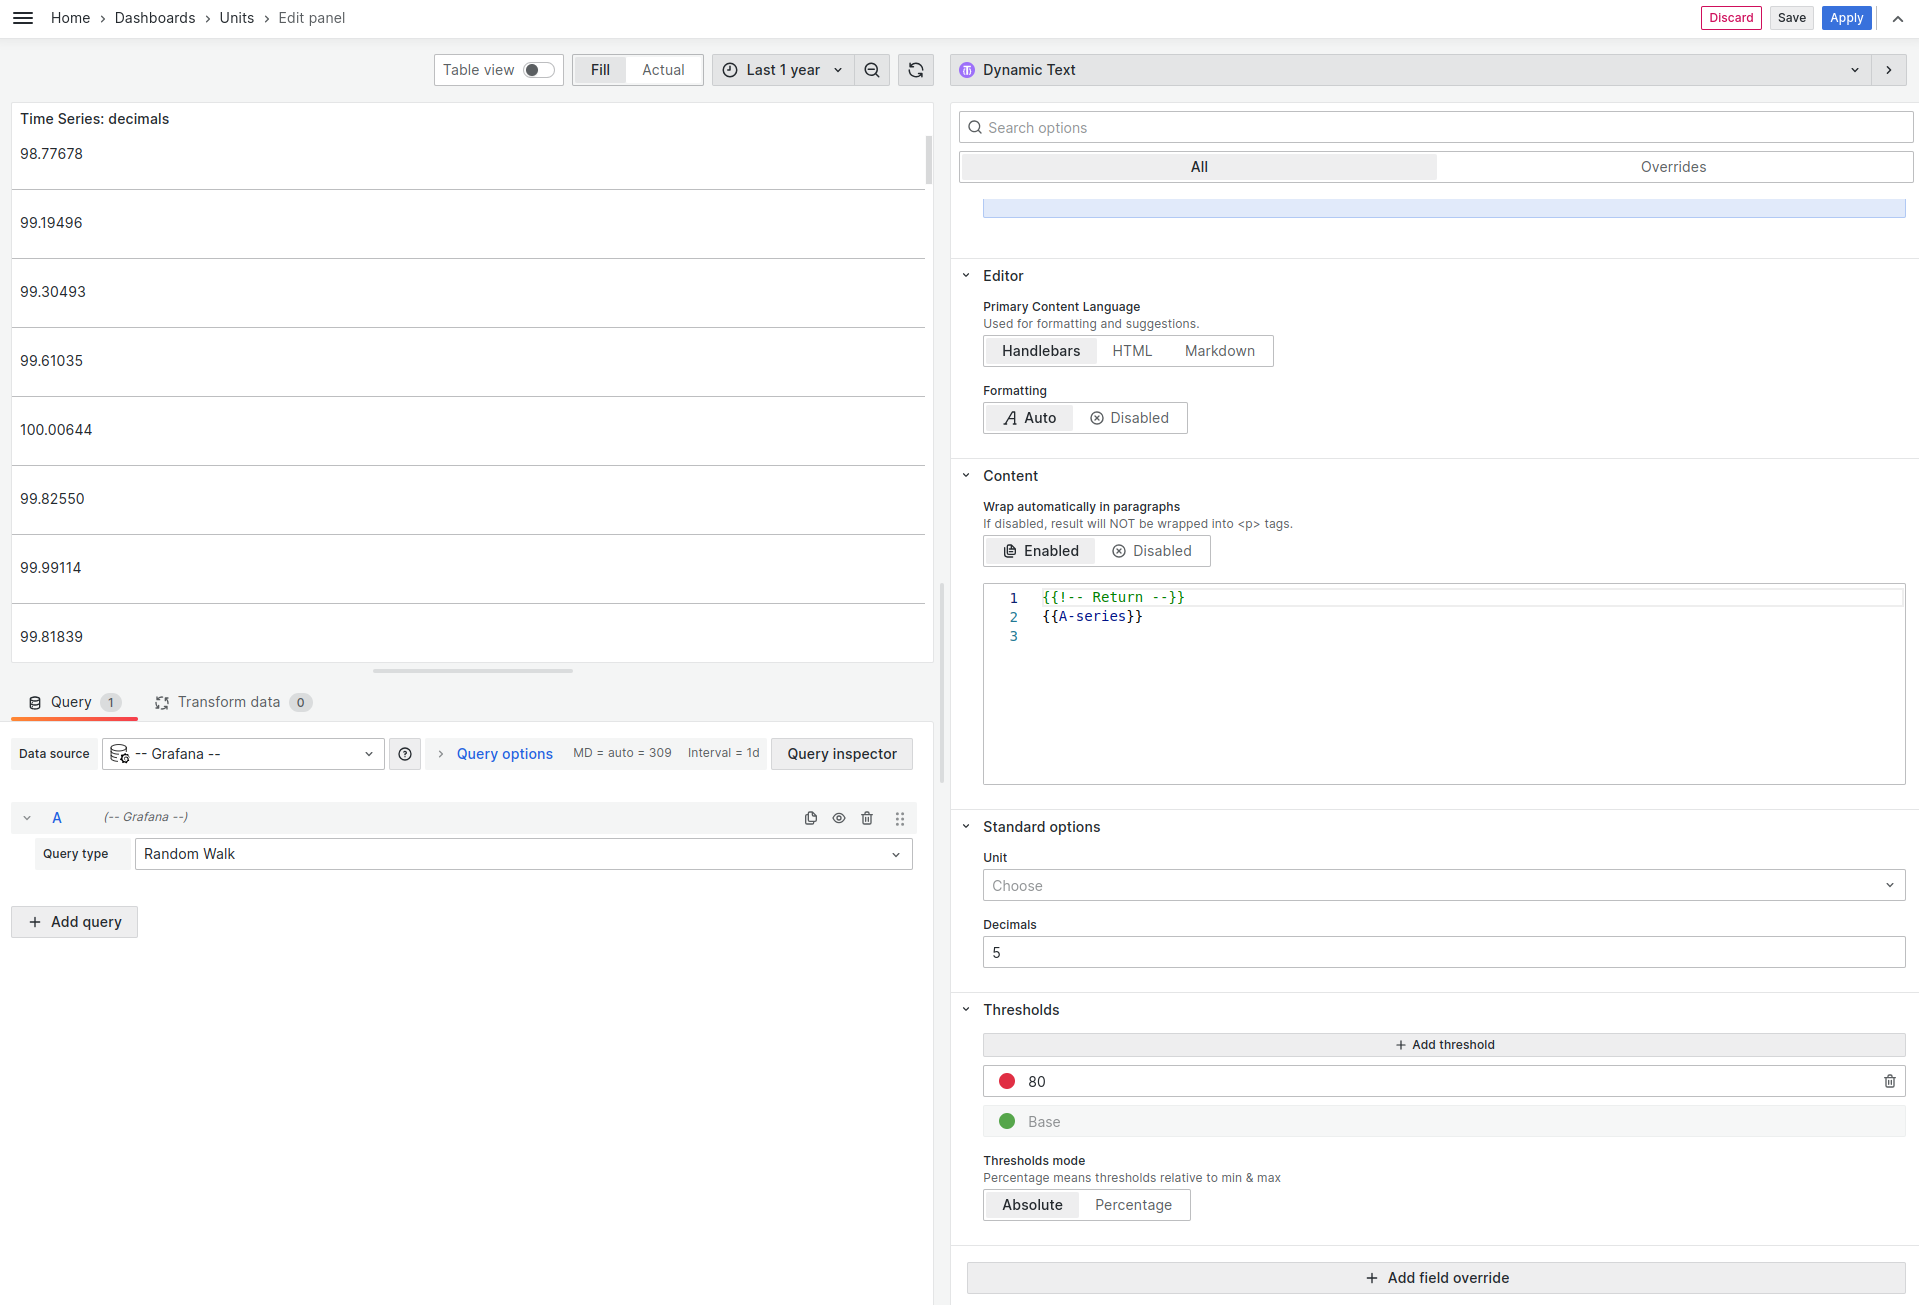 Home › Dashboards › Units › Edit panel
Discard Save Apply
Table view Fill Actual Last 1 year
Dynamic Text
Time Series: decimals
98.77678
99.19496
99.30493
99.61035
100.00644
99.82550
99.99114
99.81839
Query 1 Transform data 0
Data source -- Grafana -- Query options MD = auto = 309 Interval = 1d Query inspector
A (-- Grafana --)
Query type Random Walk
+ Add query
Search options
All Overrides
Editor
Primary Content Language
Used for formatting and suggestions.
Handlebars HTML Markdown
Formatting
Auto Disabled
Content
Wrap automatically in paragraphs
If disabled, result will NOT be wrapped into <p> tags.
Enabled Disabled
1 {{!-- Return --}}
2 {{A-series}}
3
Standard options
Unit
Choose
Decimals
5
Thresholds
+ Add threshold
80
Base
Thresholds mode
Percentage means thresholds relative to min & max
Absolute Percentage
+ Add field override